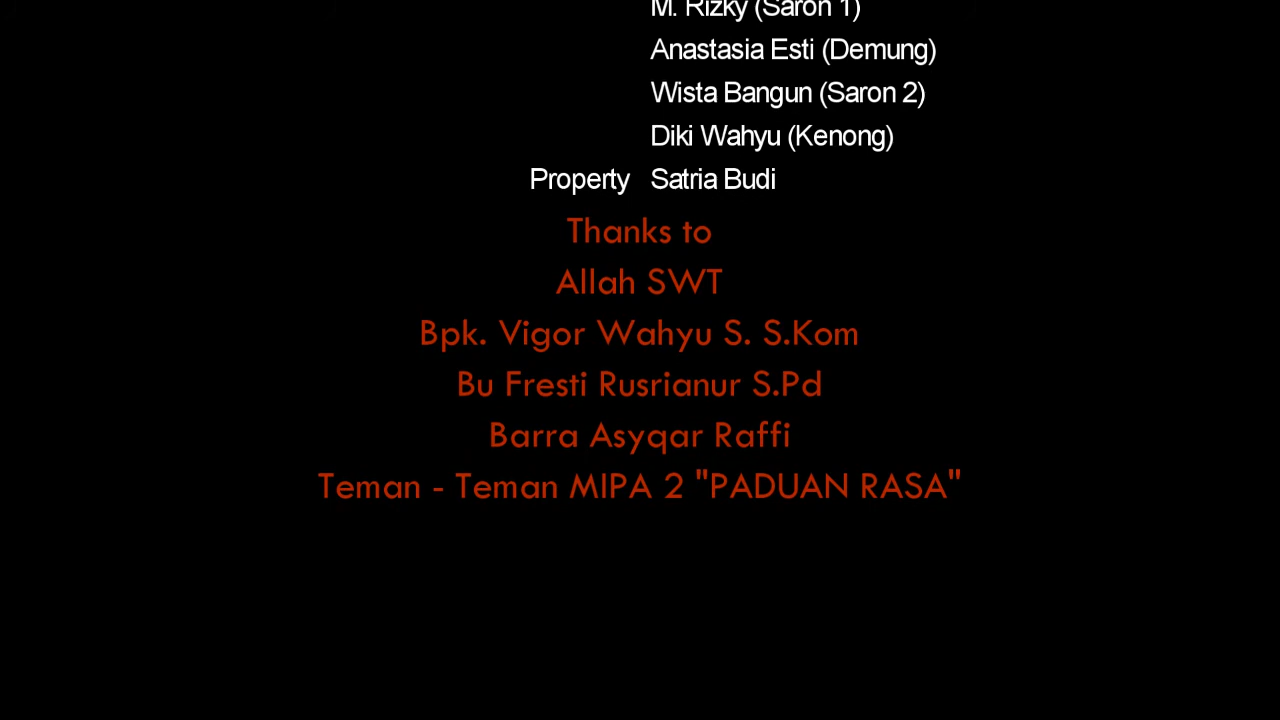 M. Rizky (Saron 1)
Anastasia Esti (Demung)
Wista Bangun (Saron 2)
Diki Wahyu (Kenong)
Property Satria Budi
Thanks to
Allah SWT
Bpk. Vigor Wahyu S. S.Kom
Bu Fresti Rusrianur S.Pd
Barra Asyqar Raffi
Teman - Teman MIPA 2 "PADUAN RASA"